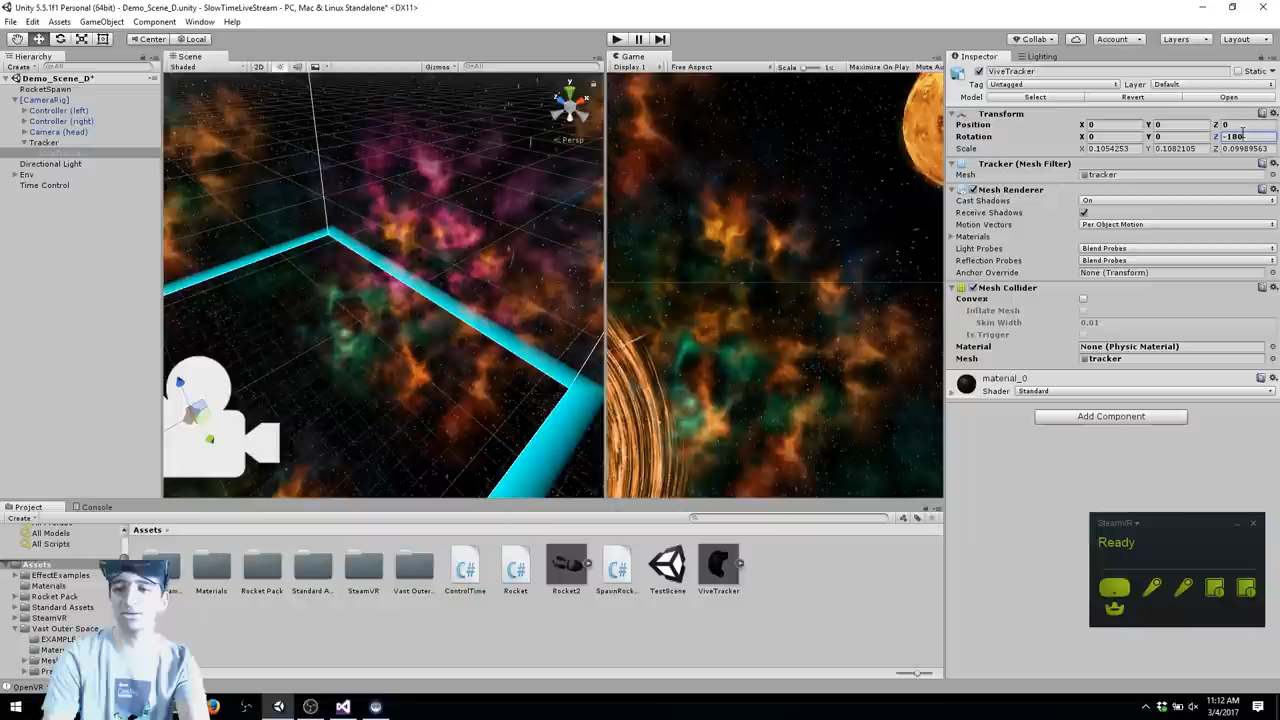 Unity 5.5.1f1 Personal (64bit) - Demo_Scene_D.unity - SlowTimeLiveStream - PC, Mac & Linux Standalone* <DX11>
File Edit Assets GameObject Component Window Help
Center Local Collab Account Layers Layout
Hierarchy
Create
Demo_Scene_D*
RocketSpawn
[CameraRig]
Controller (left)
Controller (right)
Camera (head)
Tracker
Directional Light
Env
Time Control
Scene
Shaded 2D Gizmos All
y
x
z
Persp
Game
Display 1 Free Aspect Scale 1x Maximize On Play Mute Au
Inspector Lighting
ViveTracker Static
Tag Untagged Layer Default
Model Select Revert Open
Transform
Position X 0 Y 0 Z 0
Rotation X 0 Y 0 Z -180
Scale X 0.1054253 Y 0.1082105 Z 0.09989563
Tracker (Mesh Filter)
Mesh tracker
Mesh Renderer
Cast Shadows On
Receive Shadows
Motion Vectors Per Object Motion
Materials
Light Probes Blend Probes
Reflection Probes Blend Probes
Anchor Override None (Transform)
Mesh Collider
Convex
Inflate Mesh
Skin Width 0.01
Is Trigger
Material None (Physic Material)
Mesh tracker
material_0
Shader Standard
Add Component
Project Console
Create
All Models
All Scripts
Assets
EffectExamples
Materials
Rocket Pack
Standard Assets
SteamVR
Vast Outer Space
EXAMPLE
Mater
Mesh
Pre
Assets
Materials Rocket Pack Standard A... SteamVR Vast Outer... ControlTime Rocket Rocket2 SpawnRock... TestScene ViveTracker
SteamVR
Ready
OpenVR
11:12 AM
3/4/2017